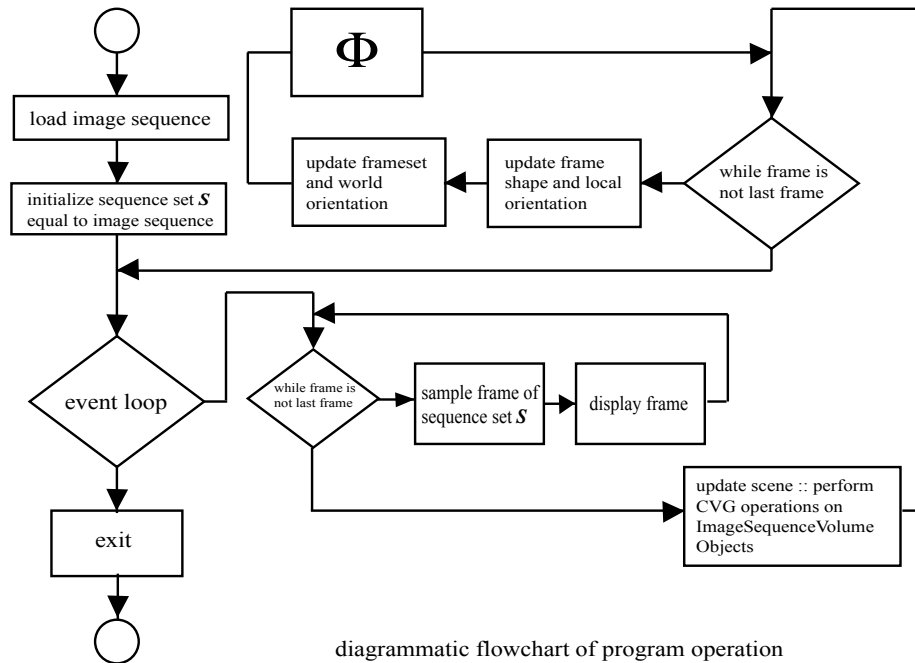 Φ
load image sequence
update frameset
and world
orientation
update frame
shape and local
orientation
while frame is
not last frame
initialize sequence set S
equal to image sequence
event loop
while frame is
not last frame
sample frame of
sequence set S
display frame
update scene :: perform
CVG operations on
ImageSequenceVolume
Objects
exit
diagrammatic flowchart of program operation